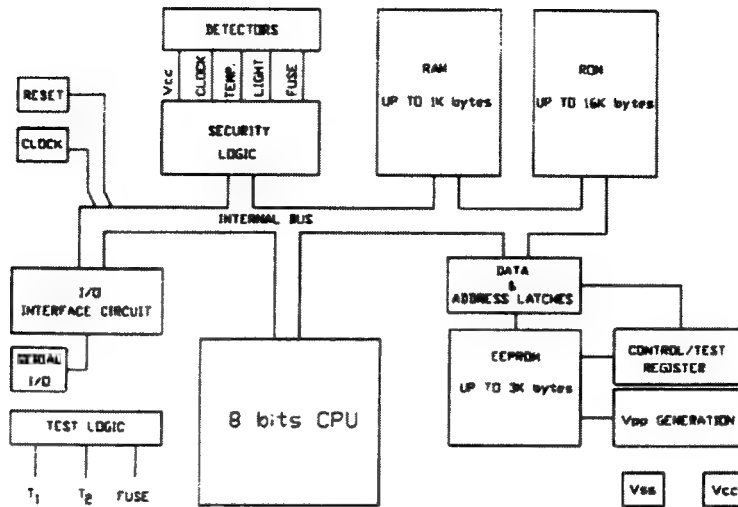 DETECTORS
Vcc
CLOCK
TEMP.
LIGHT
FUSE
SECURITY
LOGIC
RAM
UP TO 1K bytes
ROM
UP TO 16K bytes
RESET
CLOCK
INTERNAL BUS
I/O
INTERFACE CIRCUIT
SERIAL
I/O
DATA
&
ADDRESS LATCHES
EEPROM
UP TO 3K bytes
CONTROL/TEST
REGISTER
Vpp GENERATION
8 bits CPU
TEST LOGIC
T1 T2 FUSE
Vss Vcc